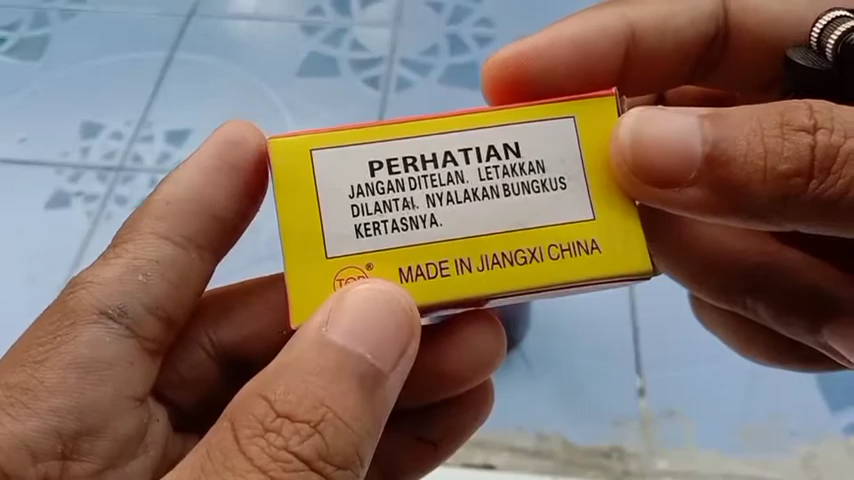 PERHATIAN
JANGAN DITELAN. LETAKKAN
DILANTAI, NYALAKAN BUNGKUS
KERTASNYA.
MADE IN JIANGXI CHINA